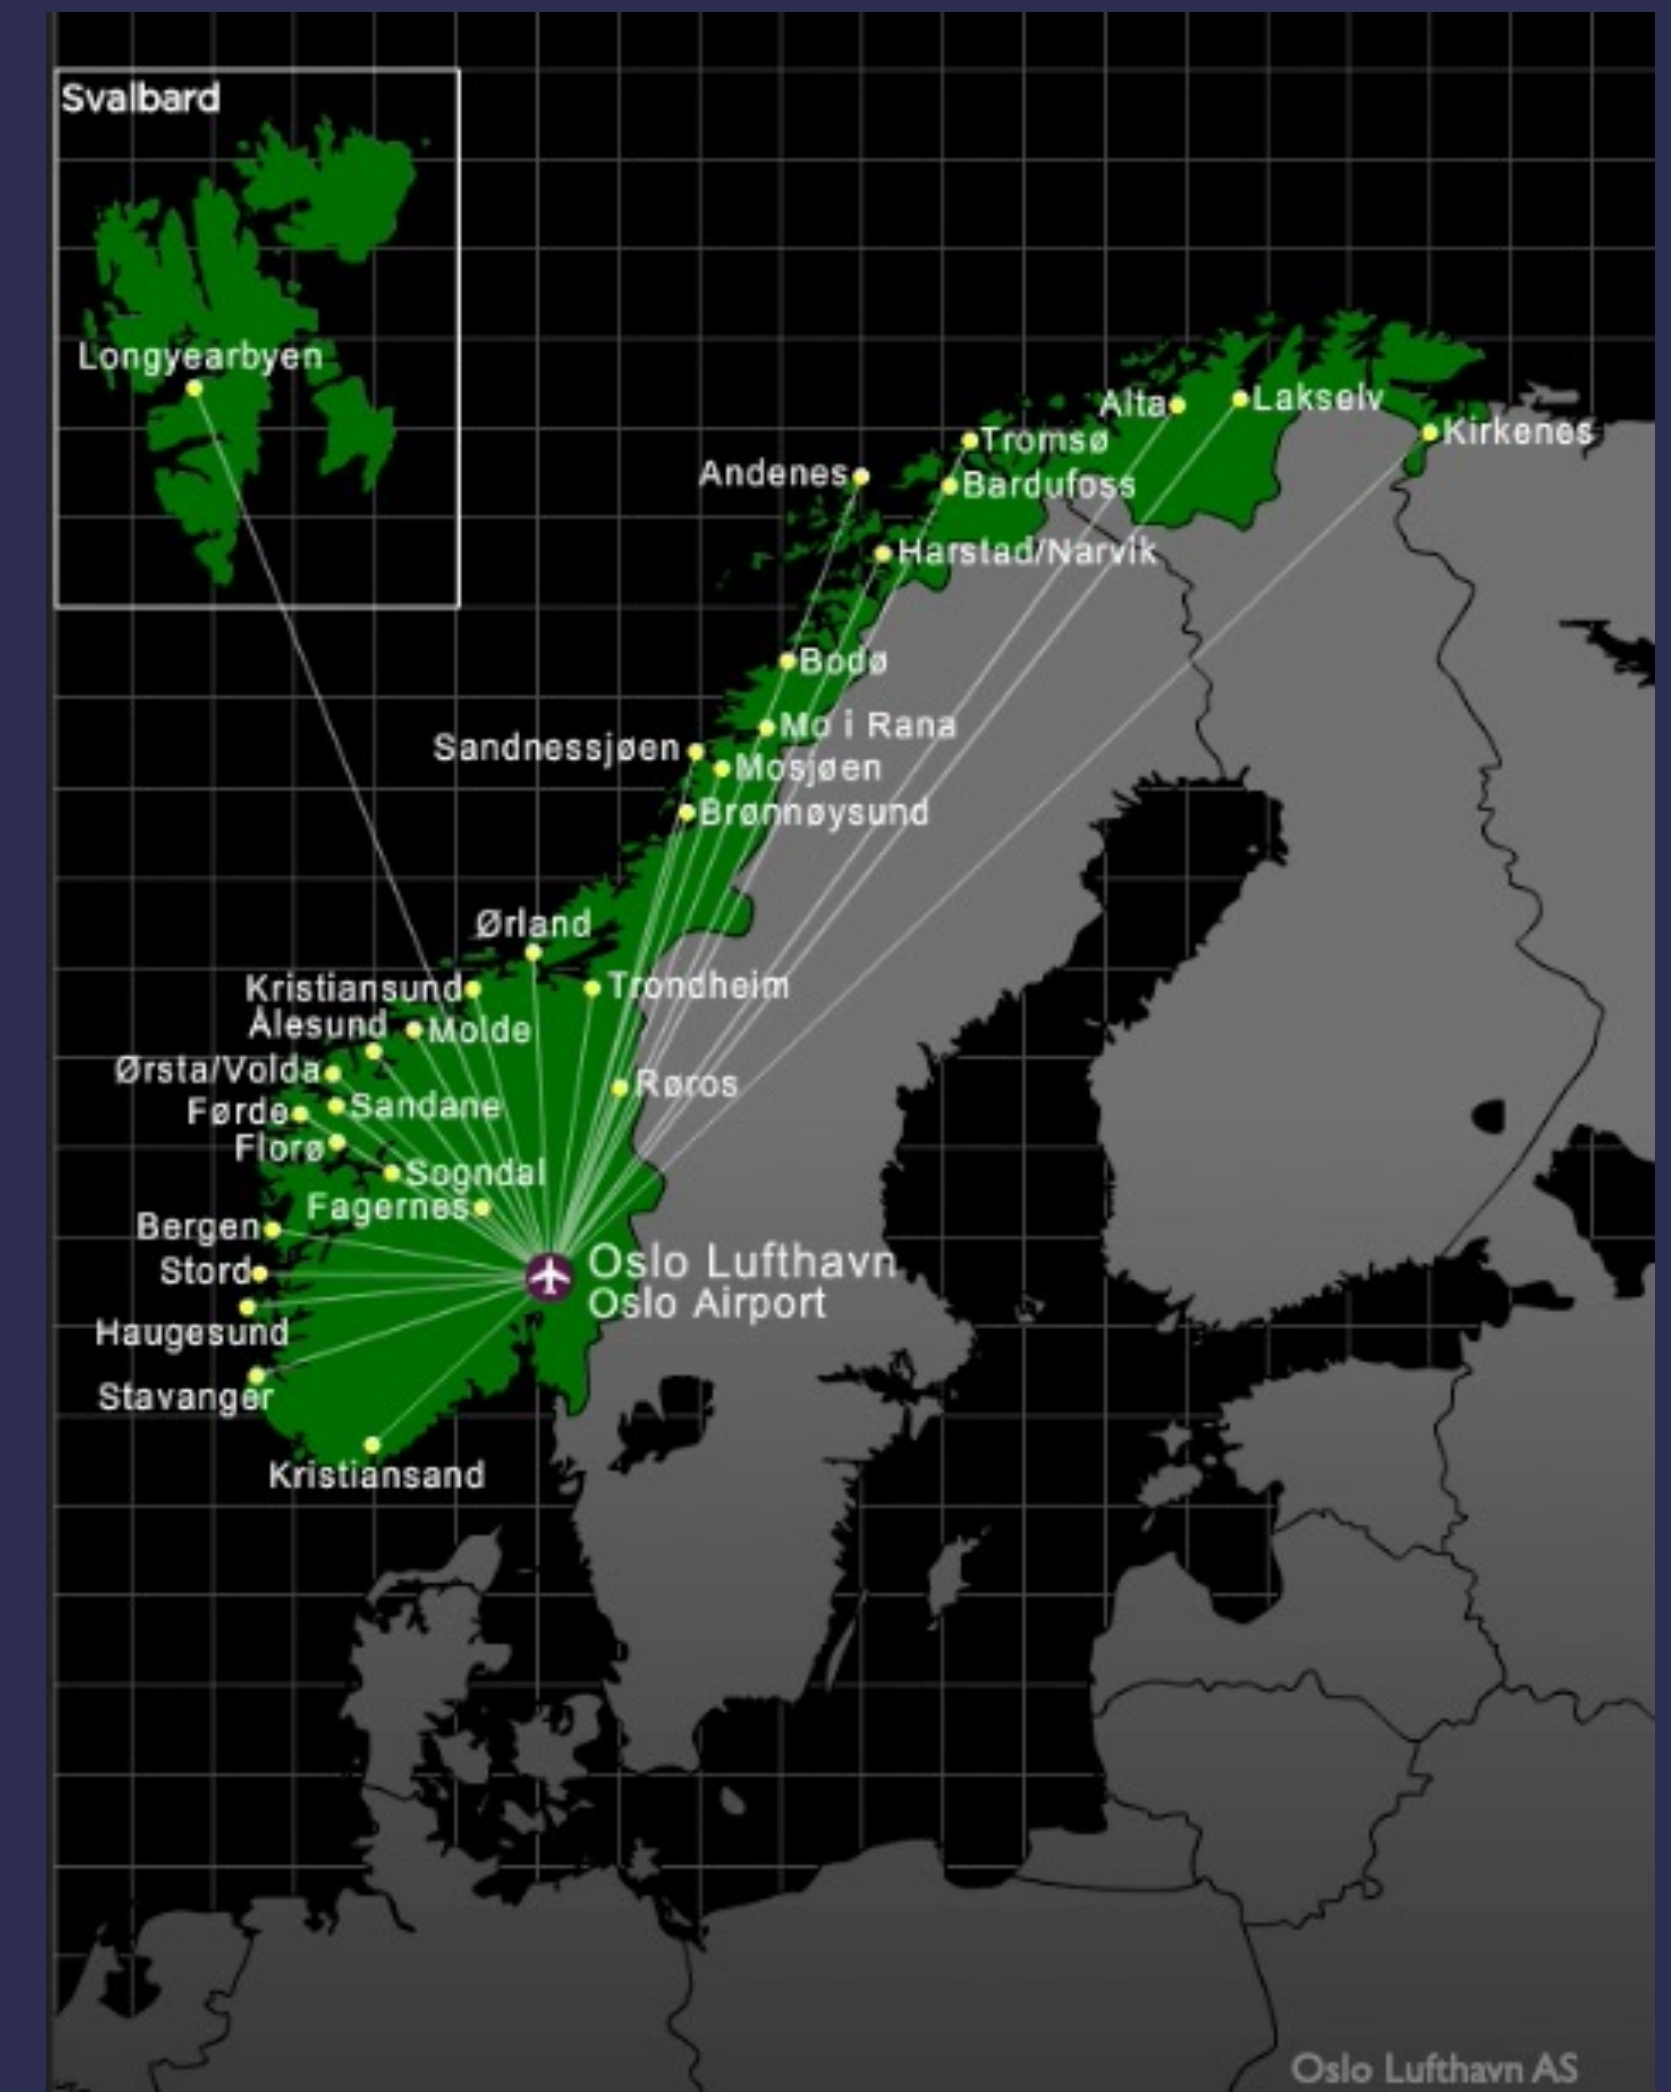 Svalbard
Longyearbyen
Alta
Lakselv
Kirkenes
Tromsø
Andenes
Bardufoss
Harstad/Narvik
Bodø
Mo i Rana
Sandnessjøen
Mosjøen
Brønnøysund
Ørland
Kristiansund
Trondheim
Ålesund
Molde
Ørsta/Volda
Røros
Førde
Sandane
Florø
Sogndal
Fagernes
Bergen
Stord
Oslo Lufthavn
Oslo Airport
Haugesund
Stavanger
Kristiansand
Oslo Lufthavn AS